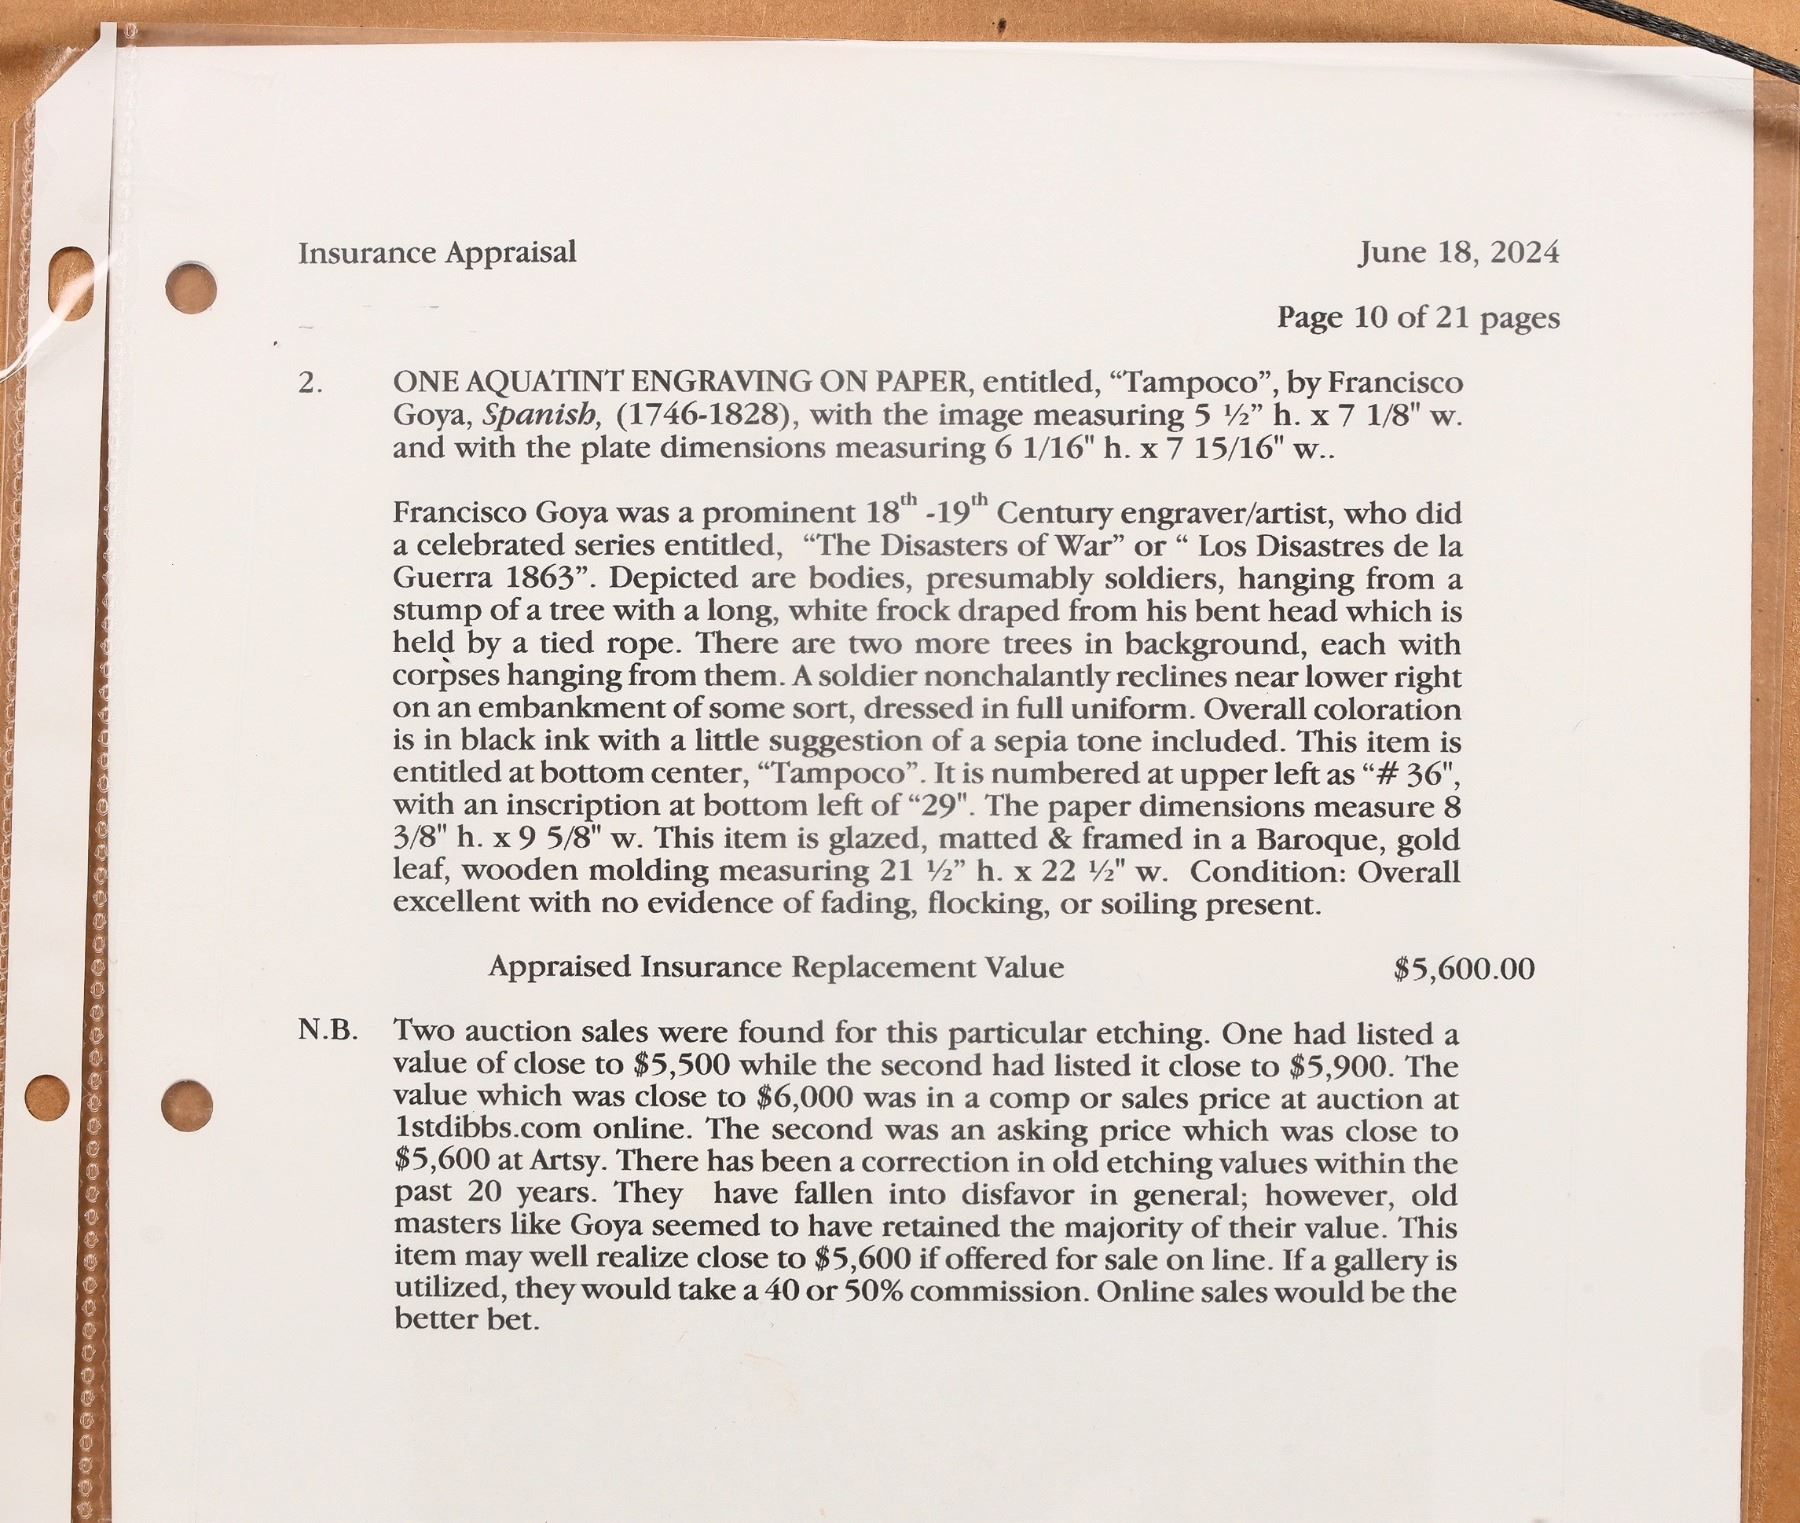 Insurance Appraisal June 18, 2024
Page 10 of 21 pages
2. ONE AQUATINT ENGRAVING ON PAPER, entitled, “Tampoco”, by Francisco
Goya, Spanish, (1746-1828), with the image measuring 5 ½” h. x 7 1/8" w.
and with the plate dimensions measuring 6 1/16" h. x 7 15/16" w..
Francisco Goya was a prominent 18th -19th Century engraver/artist, who did
a celebrated series entitled, “The Disasters of War” or “ Los Disastres de la
Guerra 1863”. Depicted are bodies, presumably soldiers, hanging from a
stump of a tree with a long, white frock draped from his bent head which is
held by a tied rope. There are two more trees in background, each with
corpses hanging from them. A soldier nonchalantly reclines near lower right
on an embankment of some sort, dressed in full uniform. Overall coloration
is in black ink with a little suggestion of a sepia tone included. This item is
entitled at bottom center, “Tampoco”. It is numbered at upper left as “# 36",
with an inscription at bottom left of “29". The paper dimensions measure 8
3/8" h. x 9 5/8" w. This item is glazed, matted & framed in a Baroque, gold
leaf, wooden molding measuring 21 ½” h. x 22 ½" w. Condition: Overall
excellent with no evidence of fading, flocking, or soiling present.
Appraised Insurance Replacement Value $5,600.00
N.B. Two auction sales were found for this particular etching. One had listed a
value of close to $5,500 while the second had listed it close to $5,900. The
value which was close to $6,000 was in a comp or sales price at auction at
1stdibbs.com online. The second was an asking price which was close to
$5,600 at Artsy. There has been a correction in old etching values within the
past 20 years. They have fallen into disfavor in general; however, old
masters like Goya seemed to have retained the majority of their value. This
item may well realize close to $5,600 if offered for sale on line. If a gallery is
utilized, they would take a 40 or 50% commission. Online sales would be the
better bet.